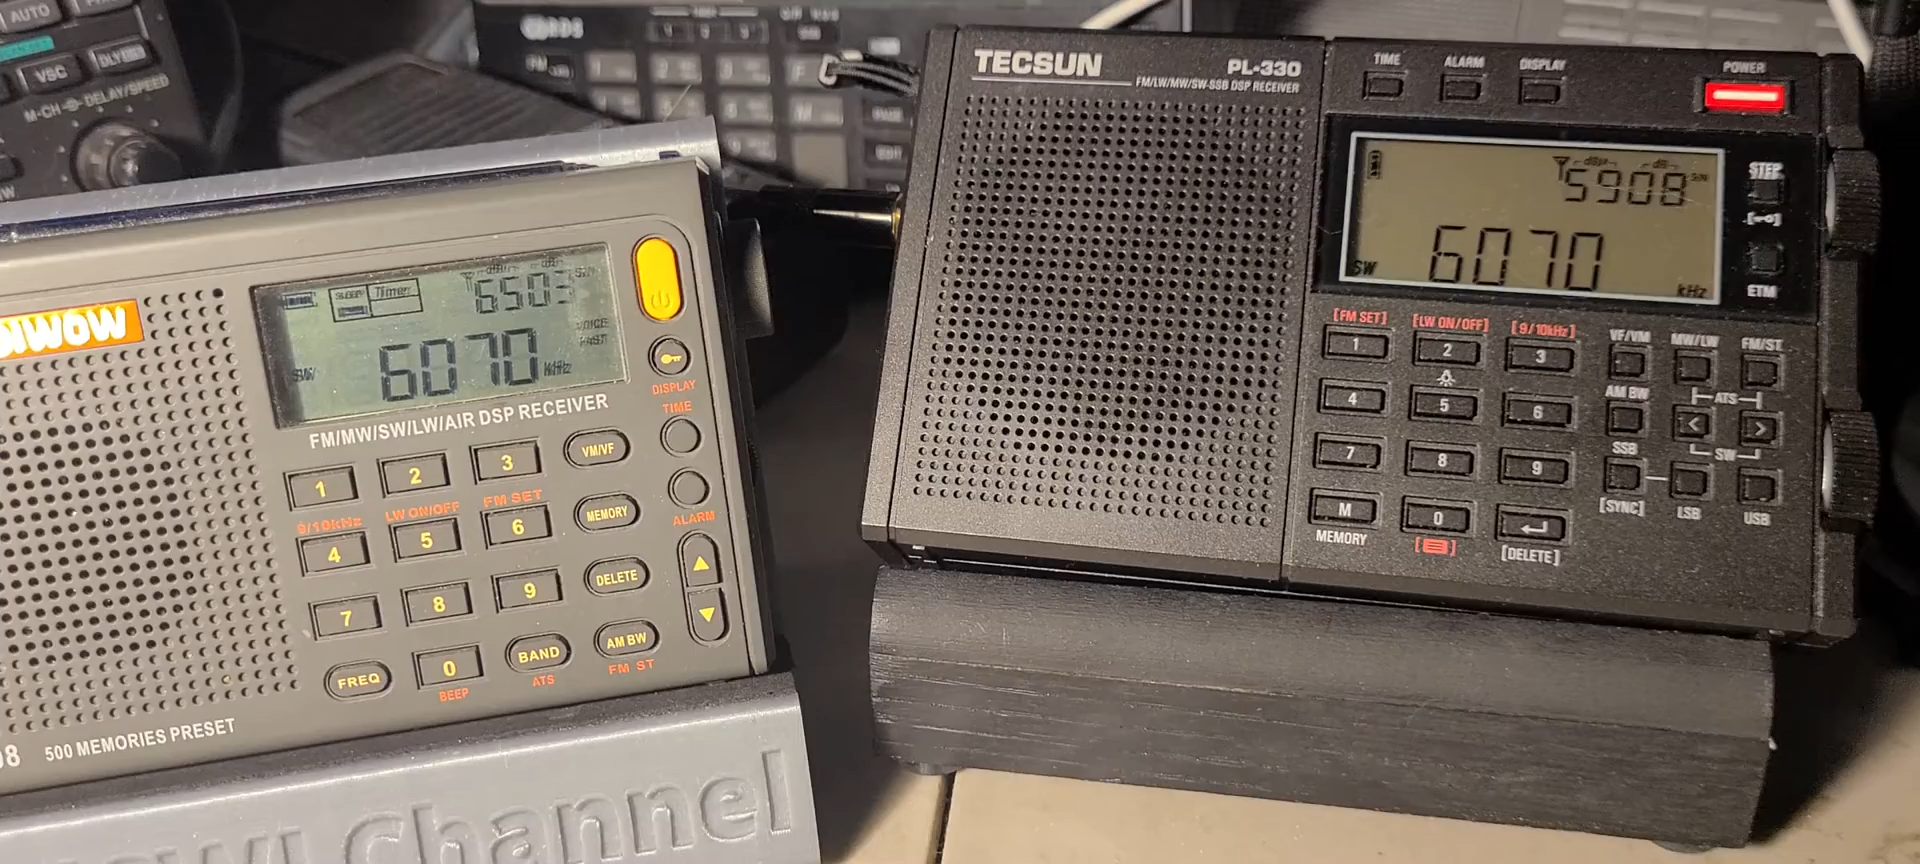 AUTO
VSC
DLY
M-CH
DELAY/SPEED
RDS
TECSUN
PL-330
FM/LW/MW/SW-SSB DSP RECEIVER
TIME
ALARM
DISPLAY
POWER
5908
6070
SW
kHz
STEP
ETM
[FM SET]
[LW ON/OFF]
[9/10kHz]
1
2
3
VF/VM
MW/LW
FM/ST
4
5
6
AM BW
< ATS >
SW
7
8
9
SSB
[SYNC]
LSB
USB
M
0
MEMORY
[DELETE]
SLEEP Timer
SW
6070
kHz
DISPLAY
TIME
FM/MW/SW/LW/AIR DSP RECEIVER
1
2
3
VM/VF
9/10kHz
LW ON/OFF
FM SET
4
5
6
MEMORY
ALARM
7
8
9
DELETE
FREQ
0
BAND
AM BW
BEEP
ATS
FM ST
08
500 MEMORIES PRESET
Channel